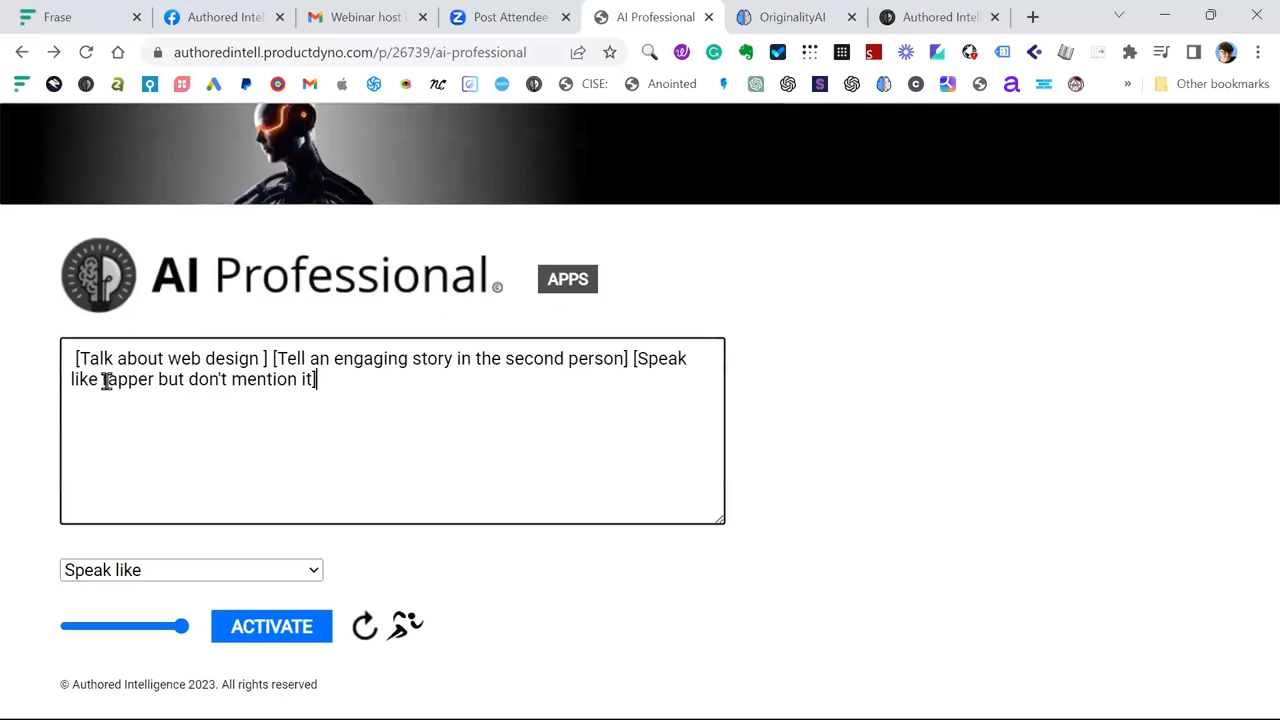 Frase
Authored Intel
Webinar host i
Post Attendee
AI Professional
OriginalityAI
Authored Intel
authoredintell.productdyno.com/p/26739/ai-professional
CISE:
Anointed
Other bookmarks
AI Professional
APPS
[Talk about web design ] [Tell an engaging story in the second person] [Speak
like rapper but don't mention it]
Speak like
ACTIVATE
© Authored Intelligence 2023. All rights reserved